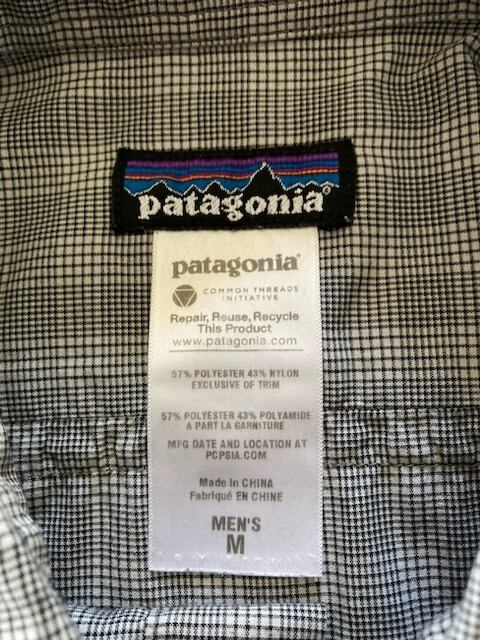 patagonia®
patagonia®
COMMON THREADS
INITIATIVE
Repair, Reuse, Recycle
This Product
www.patagonia.com
57% POLYESTER 43% NYLON
EXCLUSIVE OF TRIM
57% POLYESTER 43% POLYAMIDE
A PART LA GARNITURE
MFG DATE AND LOCATION AT
PCPSIA.COM
Made in CHINA
Fabriqué EN CHINE
MEN'S
M